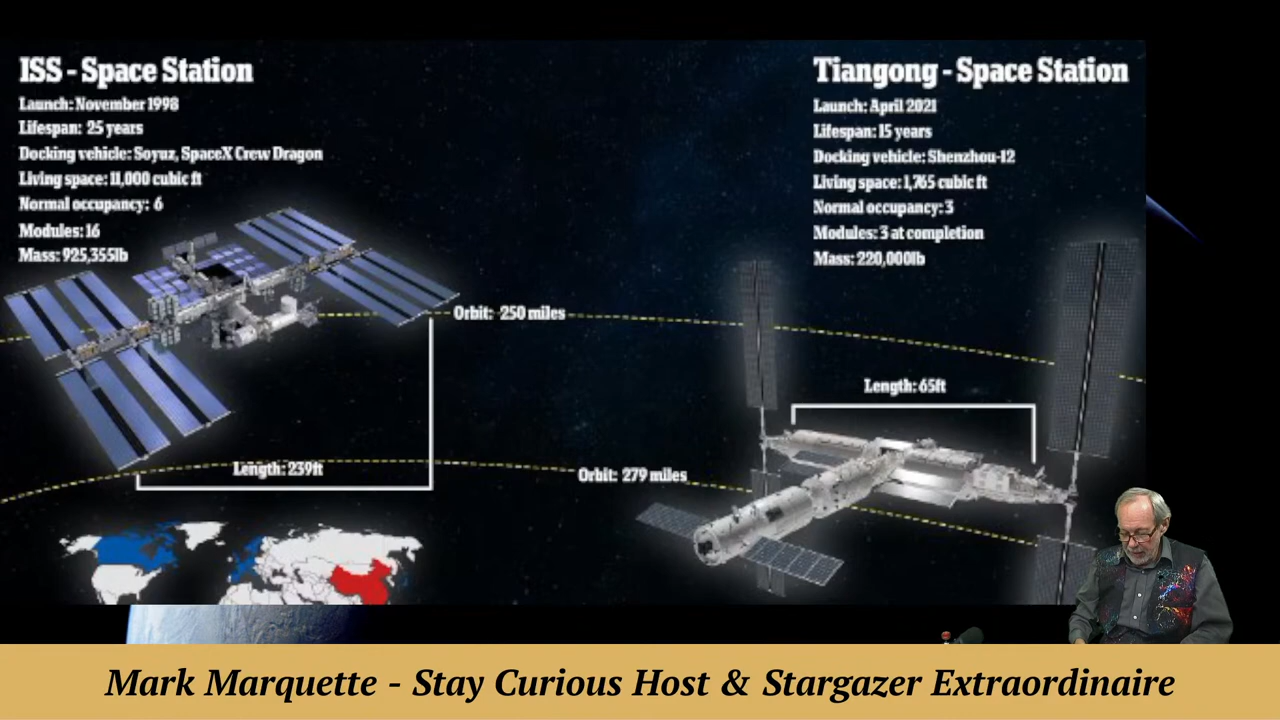 ISS - Space Station
Launch: November 1998
Lifespan: 25 years
Docking vehicle: Soyuz, SpaceX Crew Dragon
Living space: 11,000 cubic ft
Normal occupancy: 6
Modules: 16
Mass: 925,355lb
Tiangong - Space Station
Launch: April 2021
Lifespan: 15 years
Docking vehicle: Shenzhou-12
Living space: 1,765 cubic ft
Normal occupancy: 3
Modules: 3 at completion
Mass: 220,000lb
Orbit: 250 miles
Length: 65ft
Length: 239ft
Orbit: 279 miles
Mark Marquette - Stay Curious Host & Stargazer Extraordinaire